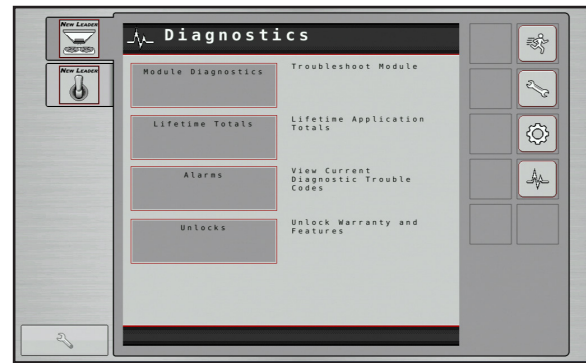 NEW LEADER
Diagnostics
NEW LEADER
Module Diagnostics
Troubleshoot Module
Lifetime Totals
Lifetime Application
Totals
Alarms
View Current
Diagnostic Trouble
Codes
Unlocks
Unlock Warranty and
Features